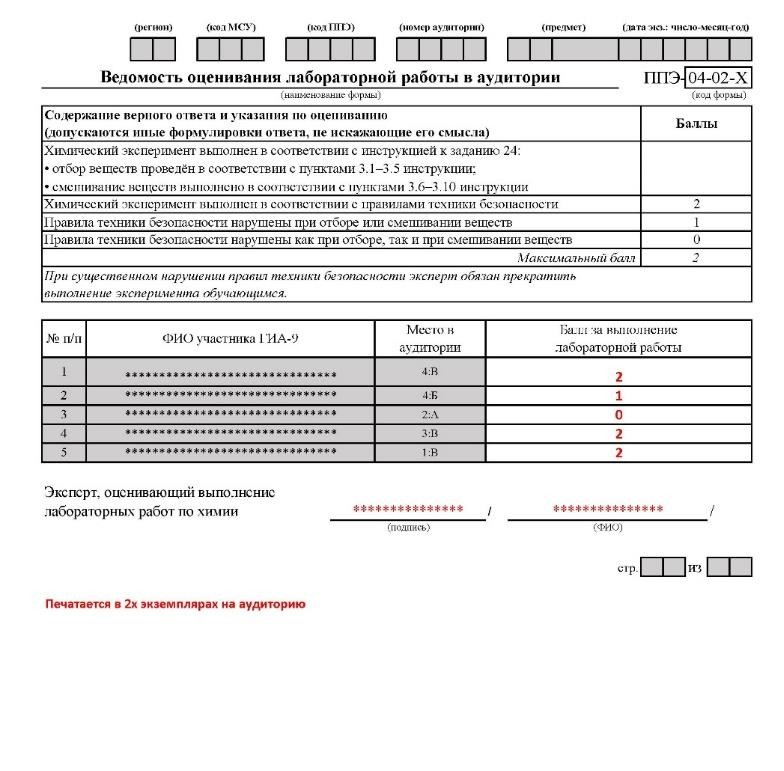 (регион) (код МСУ) (код ППЭ) (номер аудитории) (предмет) (дата экз.: число-месяц-год)
Ведомость оценивания лабораторной работы в аудитории ППЭ-04-02-Х
(наименование формы) (код формы)
Содержание верного ответа и указания по оцениванию
(допускаются иные формулировки ответа, не искажающие его смысла) Баллы
Химический эксперимент выполнен в соответствии с инструкцией к заданию 24:
• отбор веществ проведён в соответствии с пунктами 3.1–3.5 инструкции;
• смешивание веществ выполнено в соответствии с пунктами 3.6–3.10 инструкции
Химический эксперимент выполнен в соответствии с правилами техники безопасности 2
Правила техники безопасности нарушены при отборе или смешивании веществ 1
Правила техники безопасности нарушены как при отборе, так и при смешивании веществ 0
Максимальный балл 2
При существенном нарушении правил техники безопасности эксперт обязан прекратить
выполнение эксперимента обучающимся.
№ п/п ФИО участника ГИА-9 Место в аудитории Балл за выполнение лабораторной работы
1 ******************************* 4:В 2
2 ******************************* 4:Б 1
3 ******************************* 2:А 0
4 ******************************* 3:В 2
5 ******************************* 1:В 2
Эксперт, оценивающий выполнение
лабораторных работ по химии *************** / *************** /
(подпись) (ФИО)
стр. из
Печатается в 2х экземплярах на аудиторию